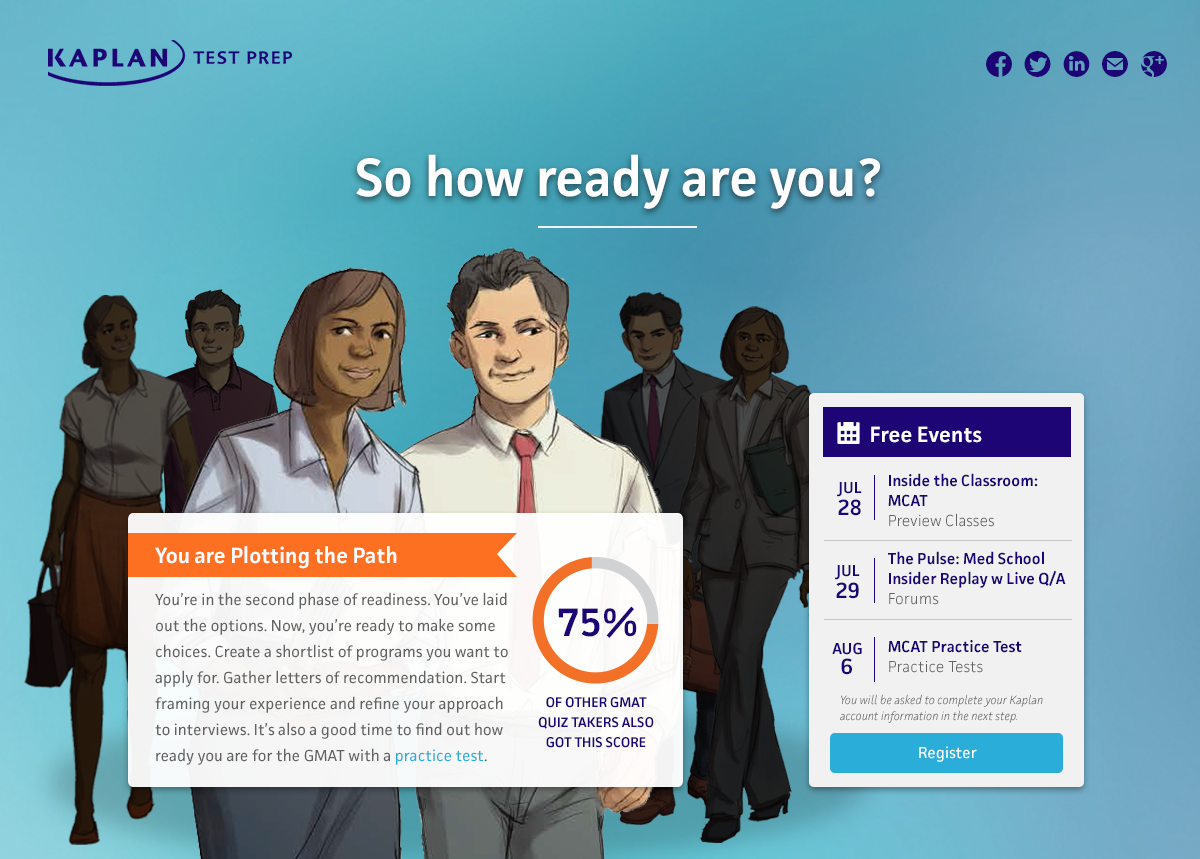 KAPLAN TEST PREP
So how ready are you?
You are Plotting the Path
You’re in the second phase of readiness. You’ve laid
out the options. Now, you’re ready to make some
choices. Create a shortlist of programs you want to
apply for. Gather letters of recommendation. Start
framing your experience and refine your approach
to interviews. It’s also a good time to find out how
ready you are for the GMAT with a practice test.
75%
OF OTHER GMAT
QUIZ TAKERS ALSO
GOT THIS SCORE
Free Events
JUL
28
Inside the Classroom:
MCAT
Preview Classes
JUL
29
The Pulse: Med School
Insider Replay w Live Q/A
Forums
AUG
6
MCAT Practice Test
Practice Tests
You will be asked to complete your Kaplan
account information in the next step.
Register